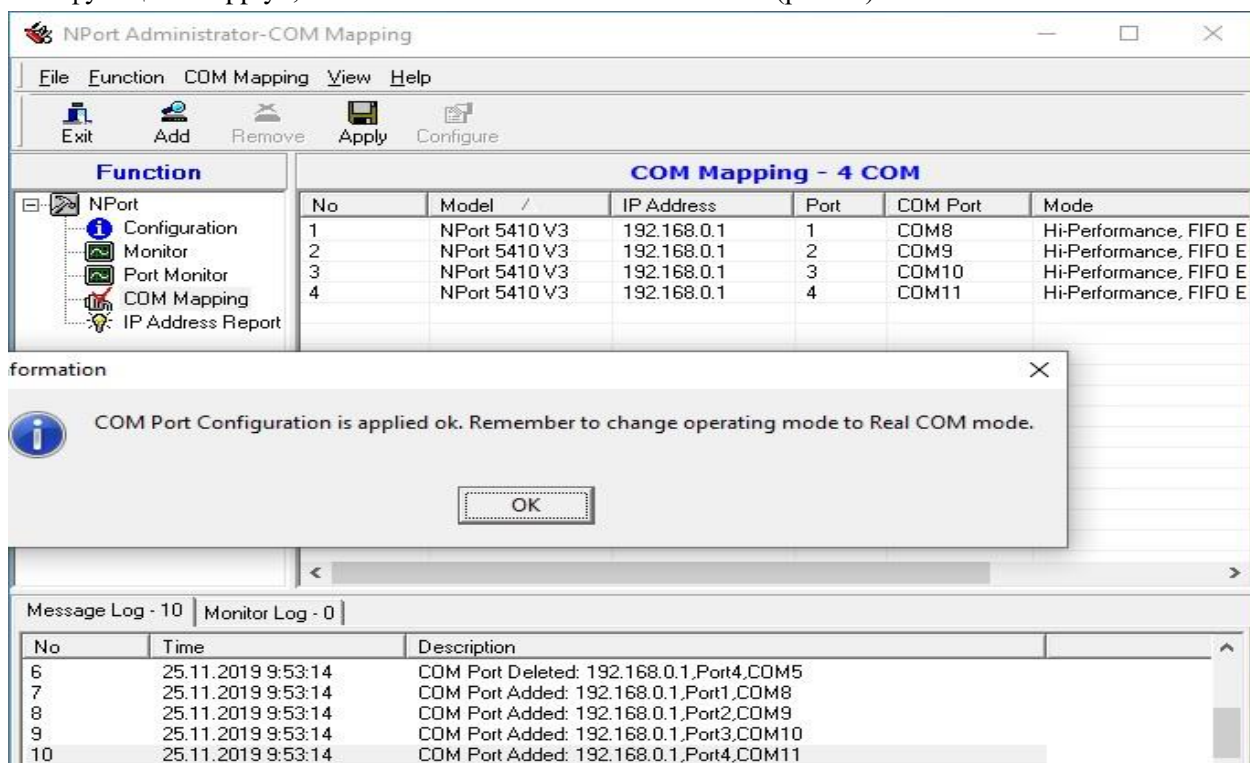 NPort Administrator-COM Mapping
File Function COM Mapping View Help
Exit Add Remove Apply Configure
Function
COM Mapping - 4 COM
NPort
Configuration
Monitor
Port Monitor
COM Mapping
IP Address Report
No Model IP Address Port COM Port Mode
1 NPort 5410 V3 192.168.0.1 1 COM8 Hi-Performance, FIFO E
2 NPort 5410 V3 192.168.0.1 2 COM9 Hi-Performance, FIFO E
3 NPort 5410 V3 192.168.0.1 3 COM10 Hi-Performance, FIFO E
4 NPort 5410 V3 192.168.0.1 4 COM11 Hi-Performance, FIFO E
formation
COM Port Configuration is applied ok. Remember to change operating mode to Real COM mode.
OK
Message Log - 10 Monitor Log - 0
No Time Description
6 25.11.2019 9:53:14 COM Port Deleted: 192.168.0.1,Port4,COM5
7 25.11.2019 9:53:14 COM Port Added: 192.168.0.1,Port1,COM8
8 25.11.2019 9:53:14 COM Port Added: 192.168.0.1,Port2,COM9
9 25.11.2019 9:53:14 COM Port Added: 192.168.0.1,Port3,COM10
10 25.11.2019 9:53:14 COM Port Added: 192.168.0.1,Port4,COM11